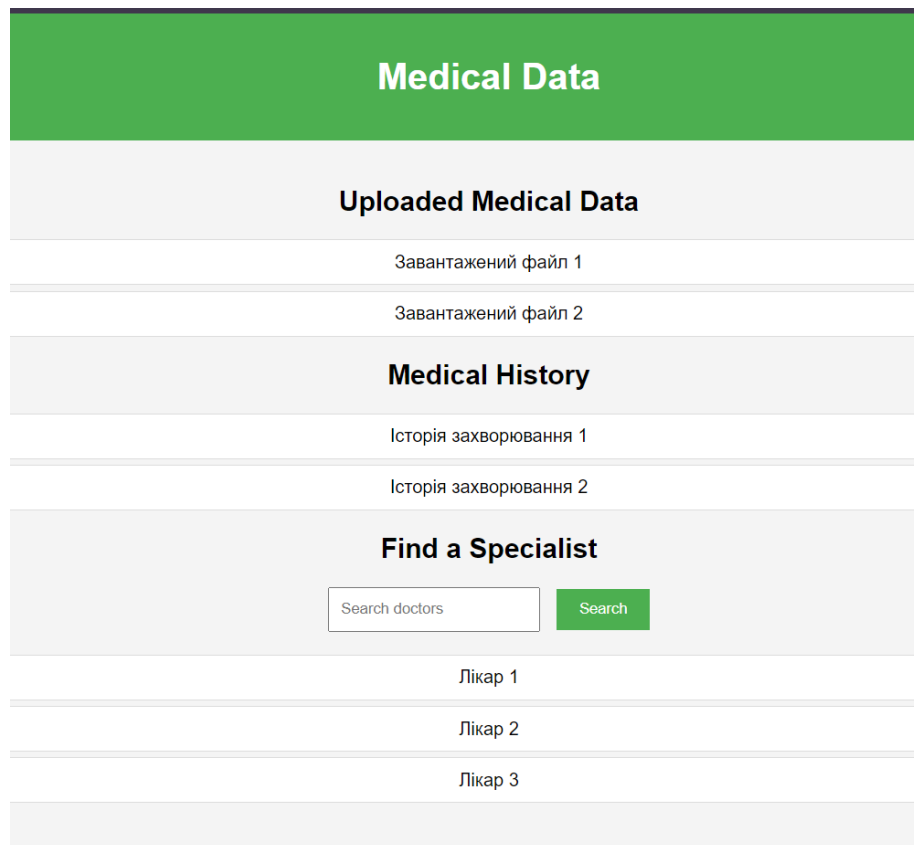 Medical Data
Uploaded Medical Data
Завантажений файл 1
Завантажений файл 2
Medical History
Історія захворювання 1
Історія захворювання 2
Find a Specialist
Search doctors Search
Лікар 1
Лікар 2
Лікар 3